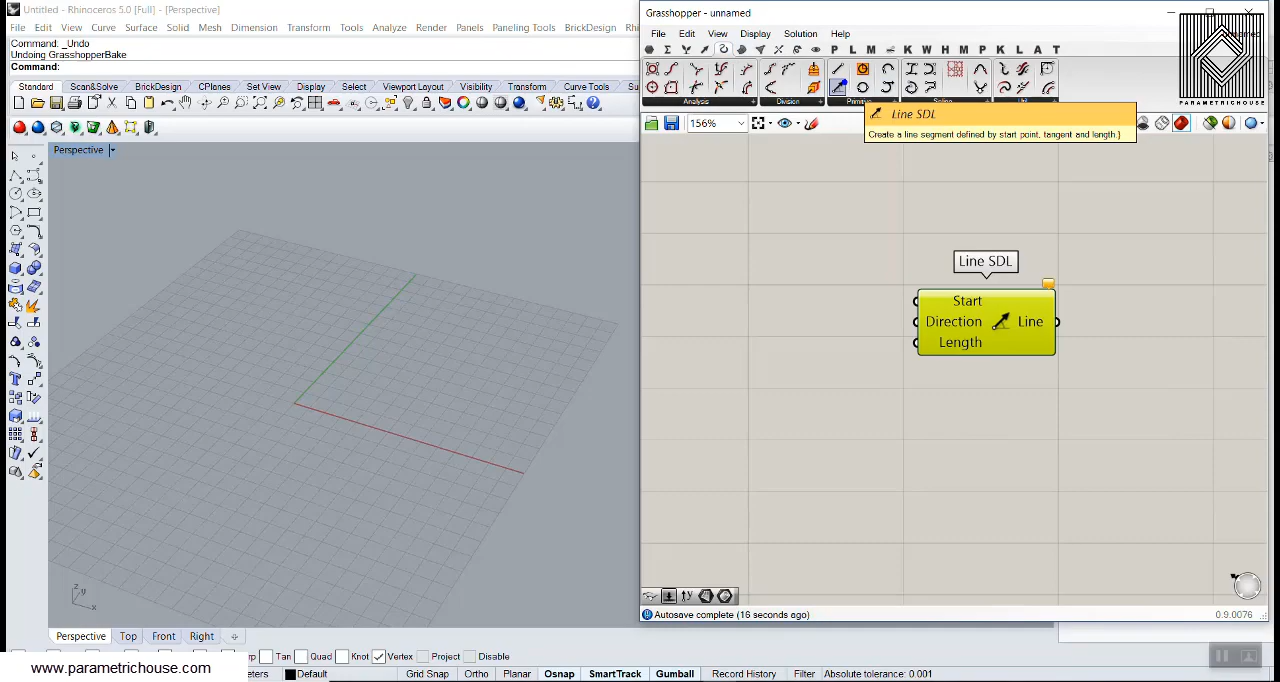 Untitled - Rhinoceros 5.0 [Full] - [Perspective]
File Edit View Curve Surface Solid Mesh Dimension Transform Tools Analyze Render Panels Paneling Tools BrickDesign
Command: _Undo
Undoing GrasshopperBake
Command:
Standard Scan&Solve BrickDesign CPlanes Set View Display Select Viewport Layout Visibility Transform Curve Tools
Perspective
z
y
x
Perspective Top Front Right
Tan Quad Knot Vertex Project Disable
www.parametrichouse.com
Default Grid Snap Ortho Planar Osnap SmartTrack Gumball Record History Filter Absolute tolerance: 0.001
Grasshopper - unnamed
File Edit View Display Solution Help
P L M K W H M P K L A T
PARAMETRICHOUSE
Analysis Division
156%
Line SDL
Create a line segment defined by start point, tangent and length.}
Line SDL
Start
Direction Line
Length
Autosave complete (16 seconds ago) 0.9.0076